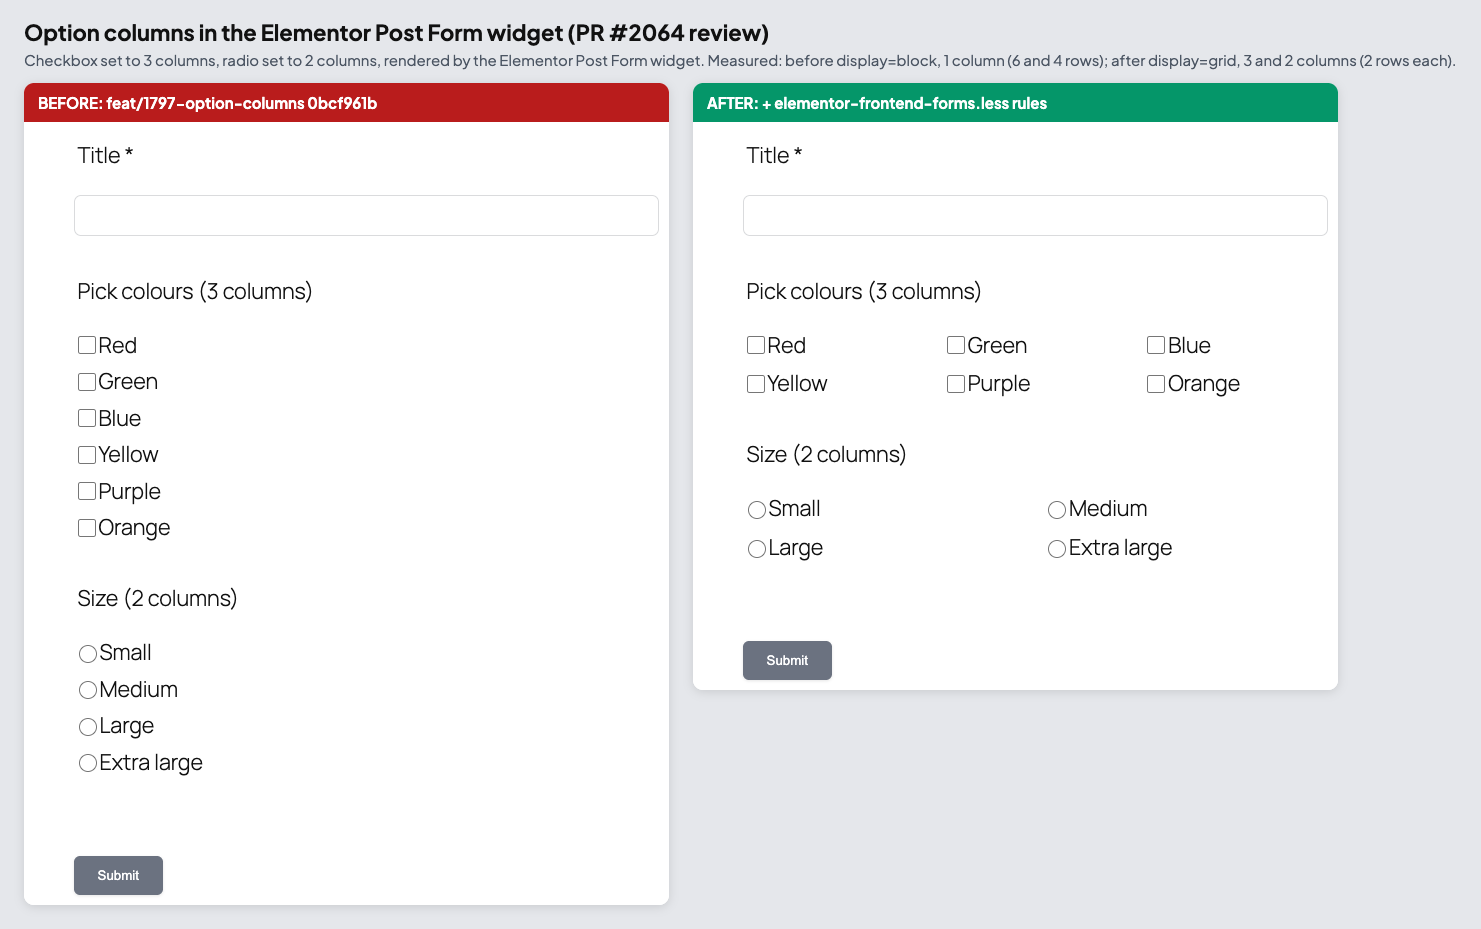 Option columns in the Elementor Post Form widget (PR #2064 review)
Checkbox set to 3 columns, radio set to 2 columns, rendered by the Elementor Post Form widget. Measured: before display=block, 1 column (6 and 4 rows); after display=grid, 3 and 2 columns (2 rows each).
BEFORE: feat/1797-option-columns 0bcf961b
Title *
Pick colours (3 columns)
Red
Green
Blue
Yellow
Purple
Orange
Size (2 columns)
Small
Medium
Large
Extra large
Submit
AFTER: + elementor-frontend-forms.less rules
Title *
Pick colours (3 columns)
Red Green Blue
Yellow Purple Orange
Size (2 columns)
Small Medium
Large Extra large
Submit